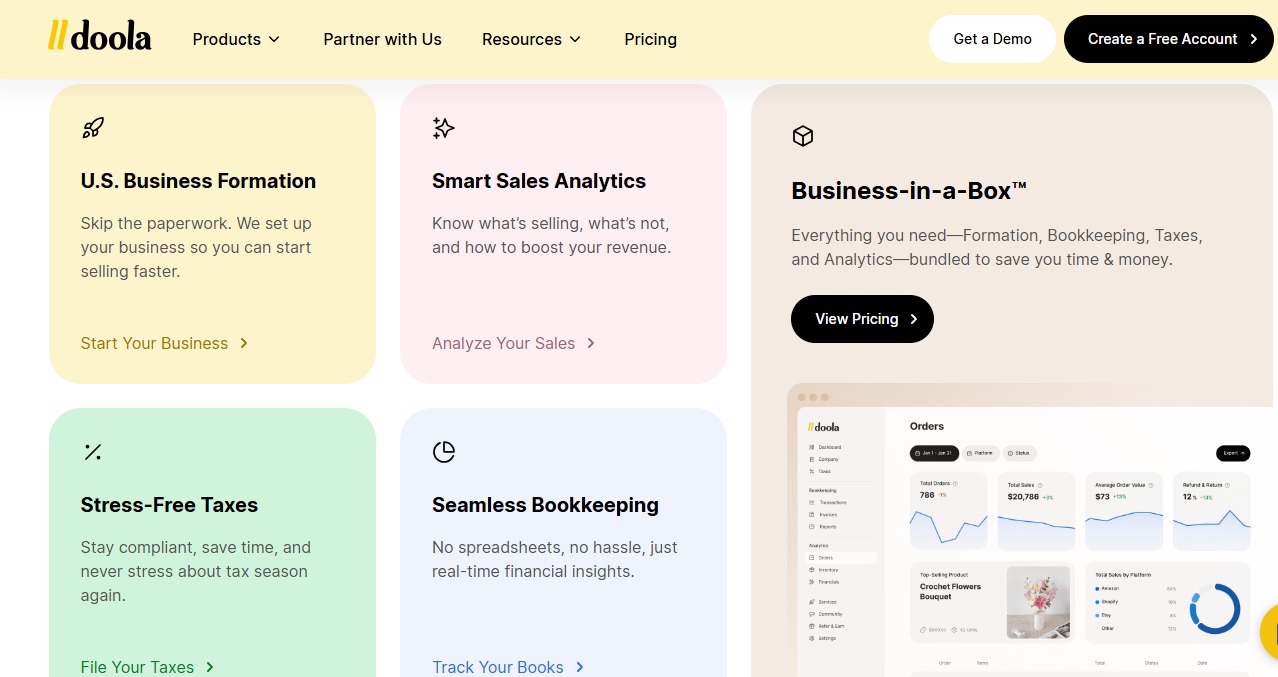 doola
Products
Partner with Us
Resources
Pricing
Get a Demo
Create a Free Account
U.S. Business Formation
Skip the paperwork. We set up
your business so you can start
selling faster.
Start Your Business
Smart Sales Analytics
Know what’s selling, what’s not,
and how to boost your revenue.
Analyze Your Sales
Stress-Free Taxes
Stay compliant, save time, and
never stress about tax season
again.
File Your Taxes
Seamless Bookkeeping
No spreadsheets, no hassle, just
real-time financial insights.
Track Your Books
Business-in-a-Box™
Everything you need—Formation, Bookkeeping, Taxes,
and Analytics—bundled to save you time & money.
View Pricing
doola
Dashboard
Company
Taxes
Bookkeeping
Transactions
Invoices
Reports
Analytics
Orders
Inventory
Financials
Services
Community
Refer & Earn
Settings
Orders
Jan 1 - Jan 31
Platform
Status
Export
Total Orders
786 -1%
Total Sales
$20,786 +3%
Average Order Value
$73 +13%
Refund & Return
12 % -13%
Top-Selling Product
Crochet Flowers
Bouquet
42 Units
Total Sales by Platform
Amazon
Shopify
Etsy
Other
Order
Items
Total
Status
Date